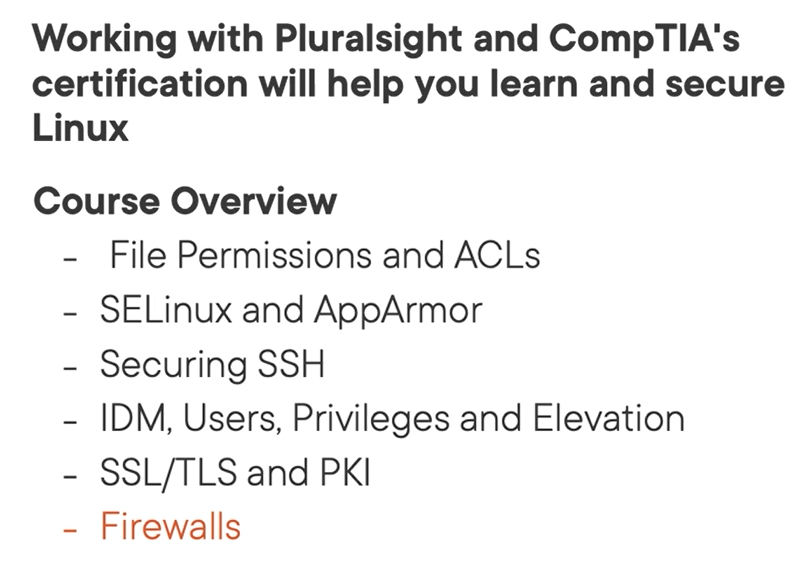 Working with Pluralsight and CompTIA's
certification will help you learn and secure
Linux
Course Overview
- File Permissions and ACLs
- SELinux and AppArmor
- Securing SSH
- IDM, Users, Privileges and Elevation
- SSL/TLS and PKI
- Firewalls